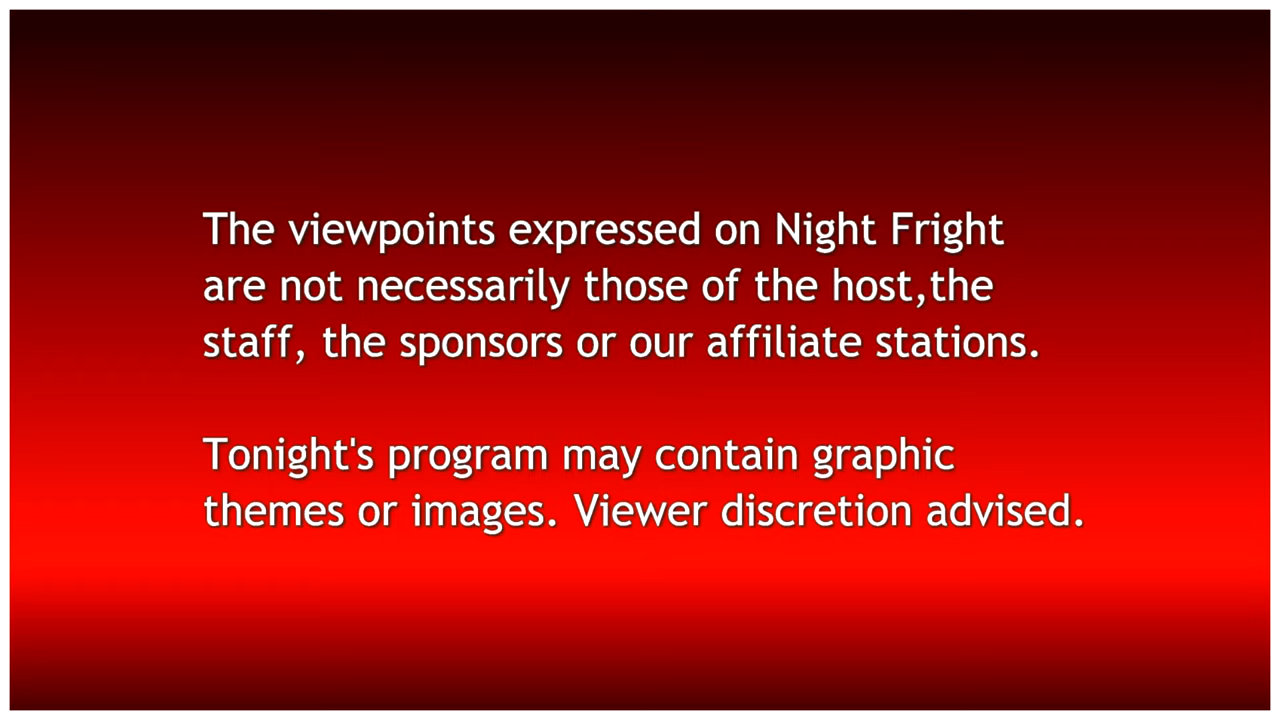 The viewpoints expressed on Night Fright
are not necessarily those of the host,the
staff, the sponsors or our affiliate stations.
Tonight's program may contain graphic
themes or images. Viewer discretion advised.